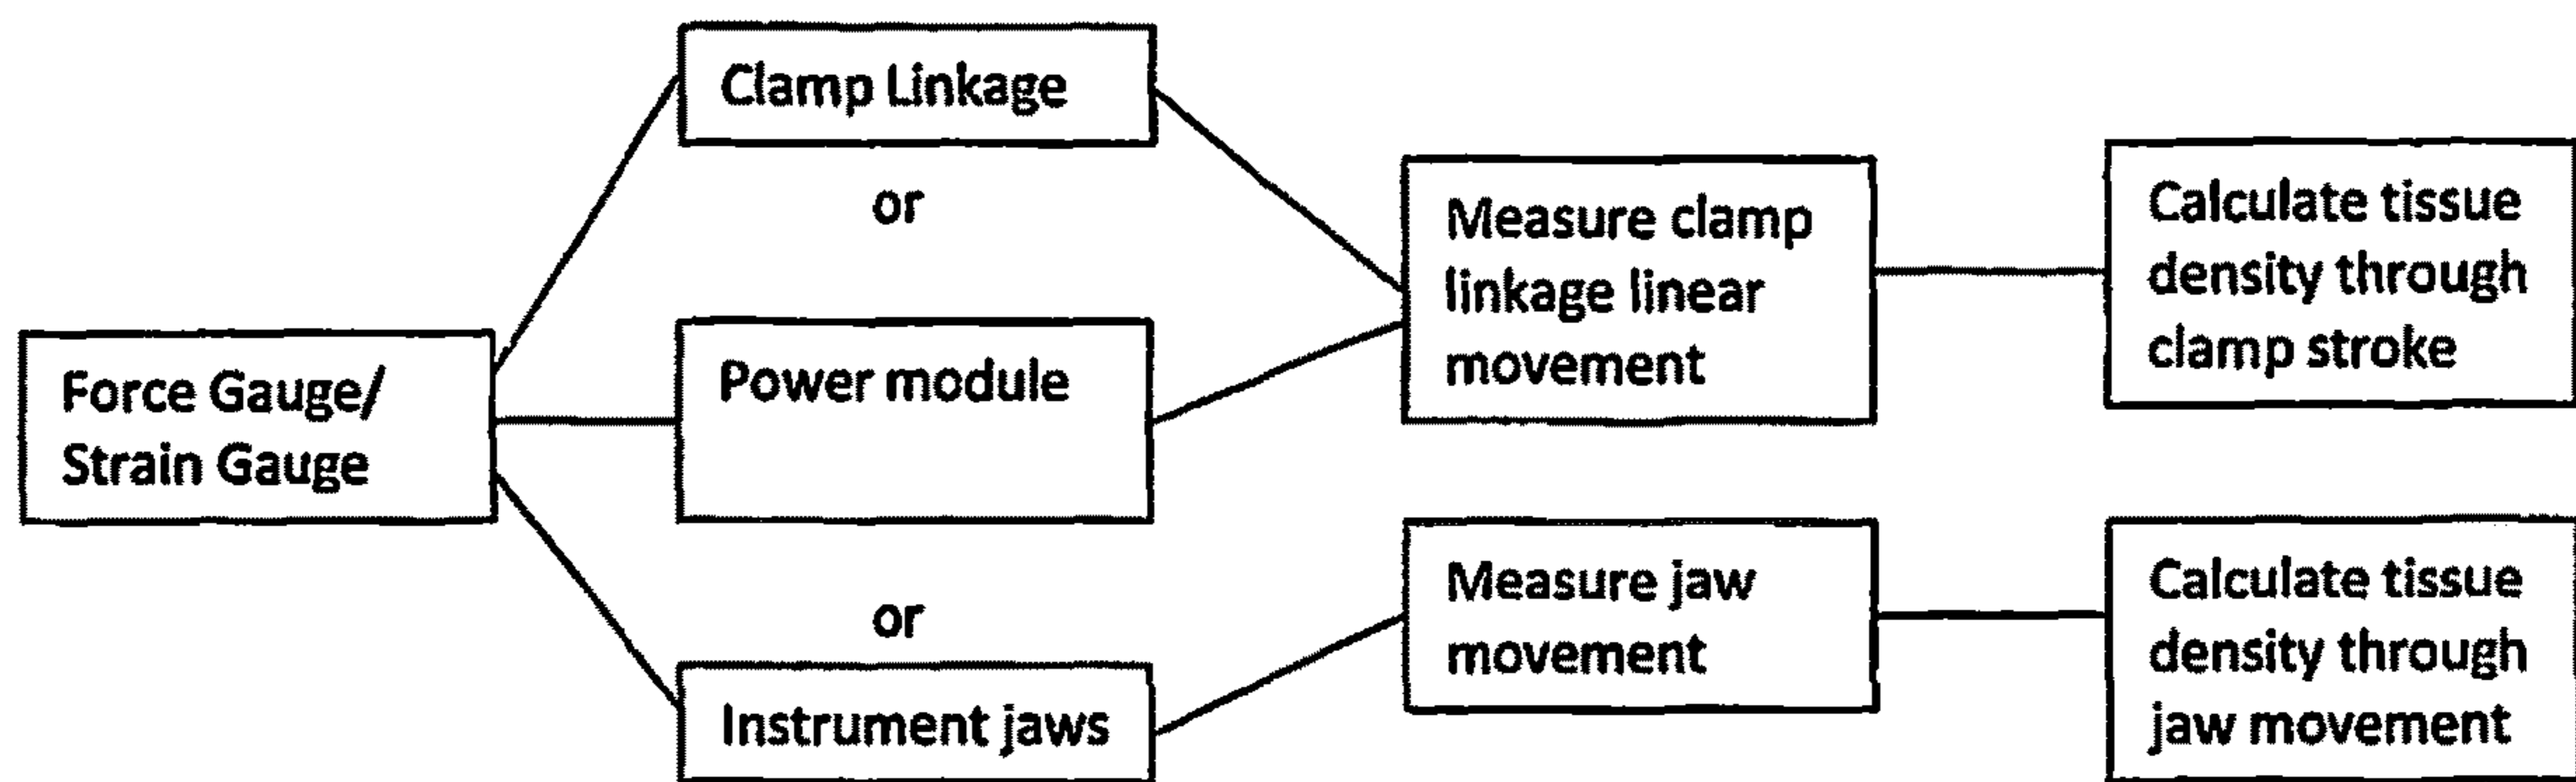 Clamp Linkage
or
Power module
or
Instrument jaws
Force Gauge/
Strain Gauge
Measure clamp
linkage linear
movement
Measure jaw
movement
Calculate tissue
density through
clamp stroke
Calculate tissue
density through
jaw movement